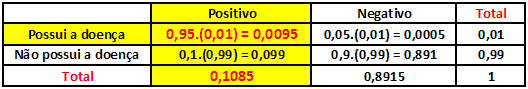 Positivo Negativo Total
Possui a doença 0,95.(0,01) = 0,0095 0,05.(0,01) = 0,0005 0,01
Não possui a doença 0,1.(0,99) = 0,099 0,9.(0,99) = 0,891 0,99
Total 0,1085 0,8915 1